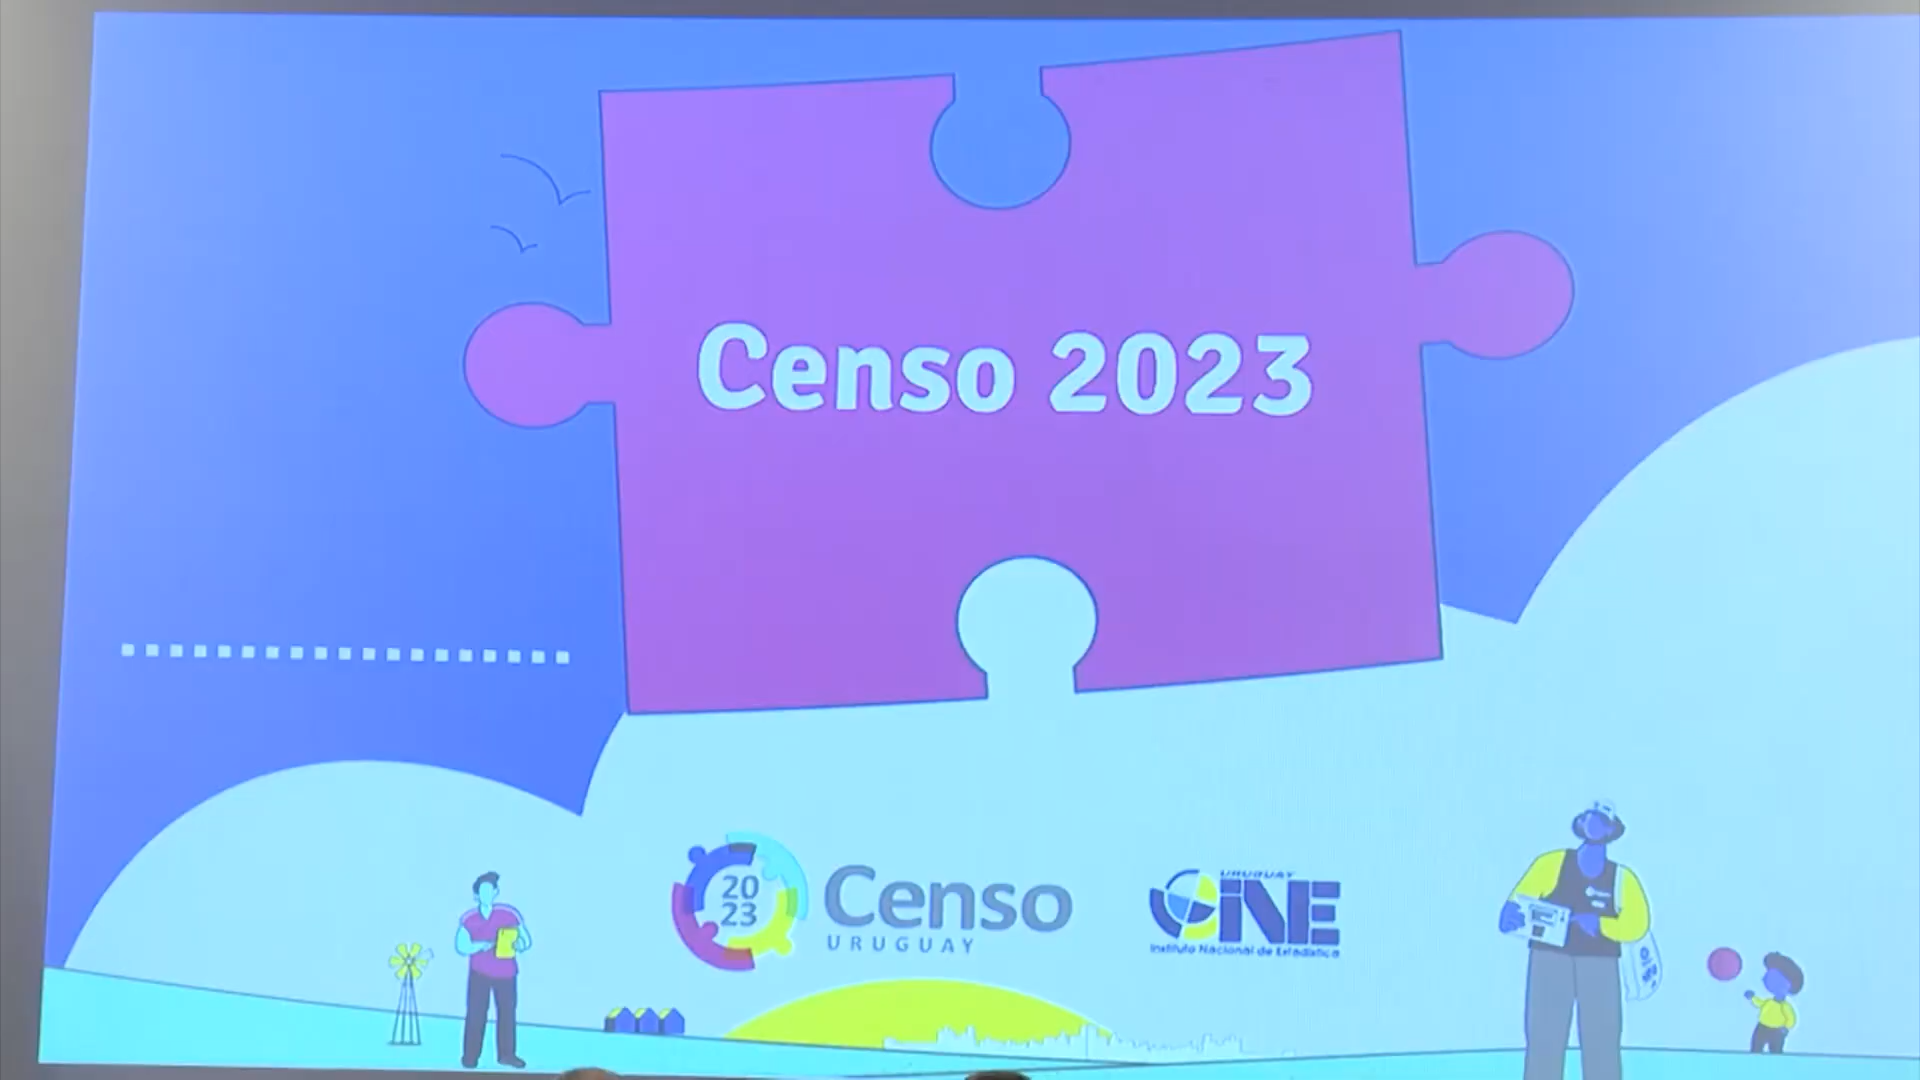 Censo 2023
20
23
Censo
URUGUAY
URUGUAY
INE
Instituto Nacional de Estadística